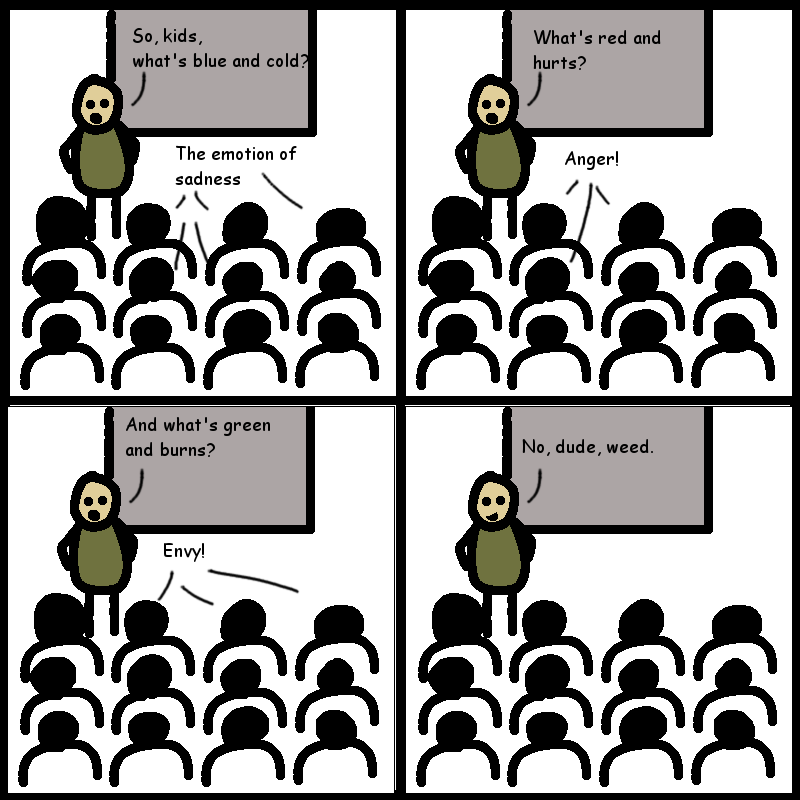 So, kids,
what's blue and cold?
The emotion of
sadness
What's red and
hurts?
Anger!
And what's green
and burns?
Envy!
No, dude, weed.